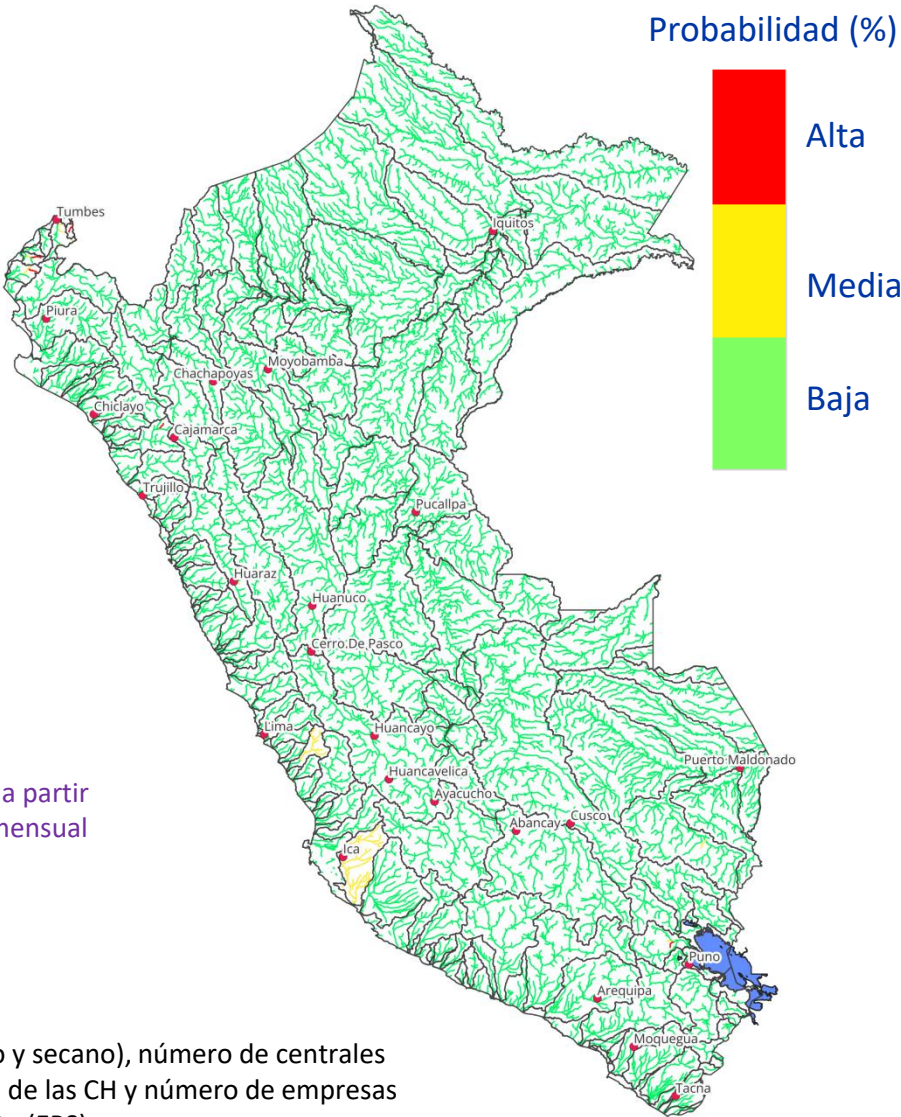 Probabilidad (%)
Alta
Media
Baja
Tumbes
Iquitos
Piura
Moyobamba
Chachapoyas
Chiclayo
Cajamarca
Trujillo
Pucallpa
Huaraz
Huanuco
Cerro De Pasco
Lima
Huancayo
Puerto Maldonado
Huancavelica
Ayacucho
Abancay
Cusco
Ica
Puno
Arequipa
Moquegua
Tacna
a partir
mensual
y secano), número de centrales
de las CH y número de empresas